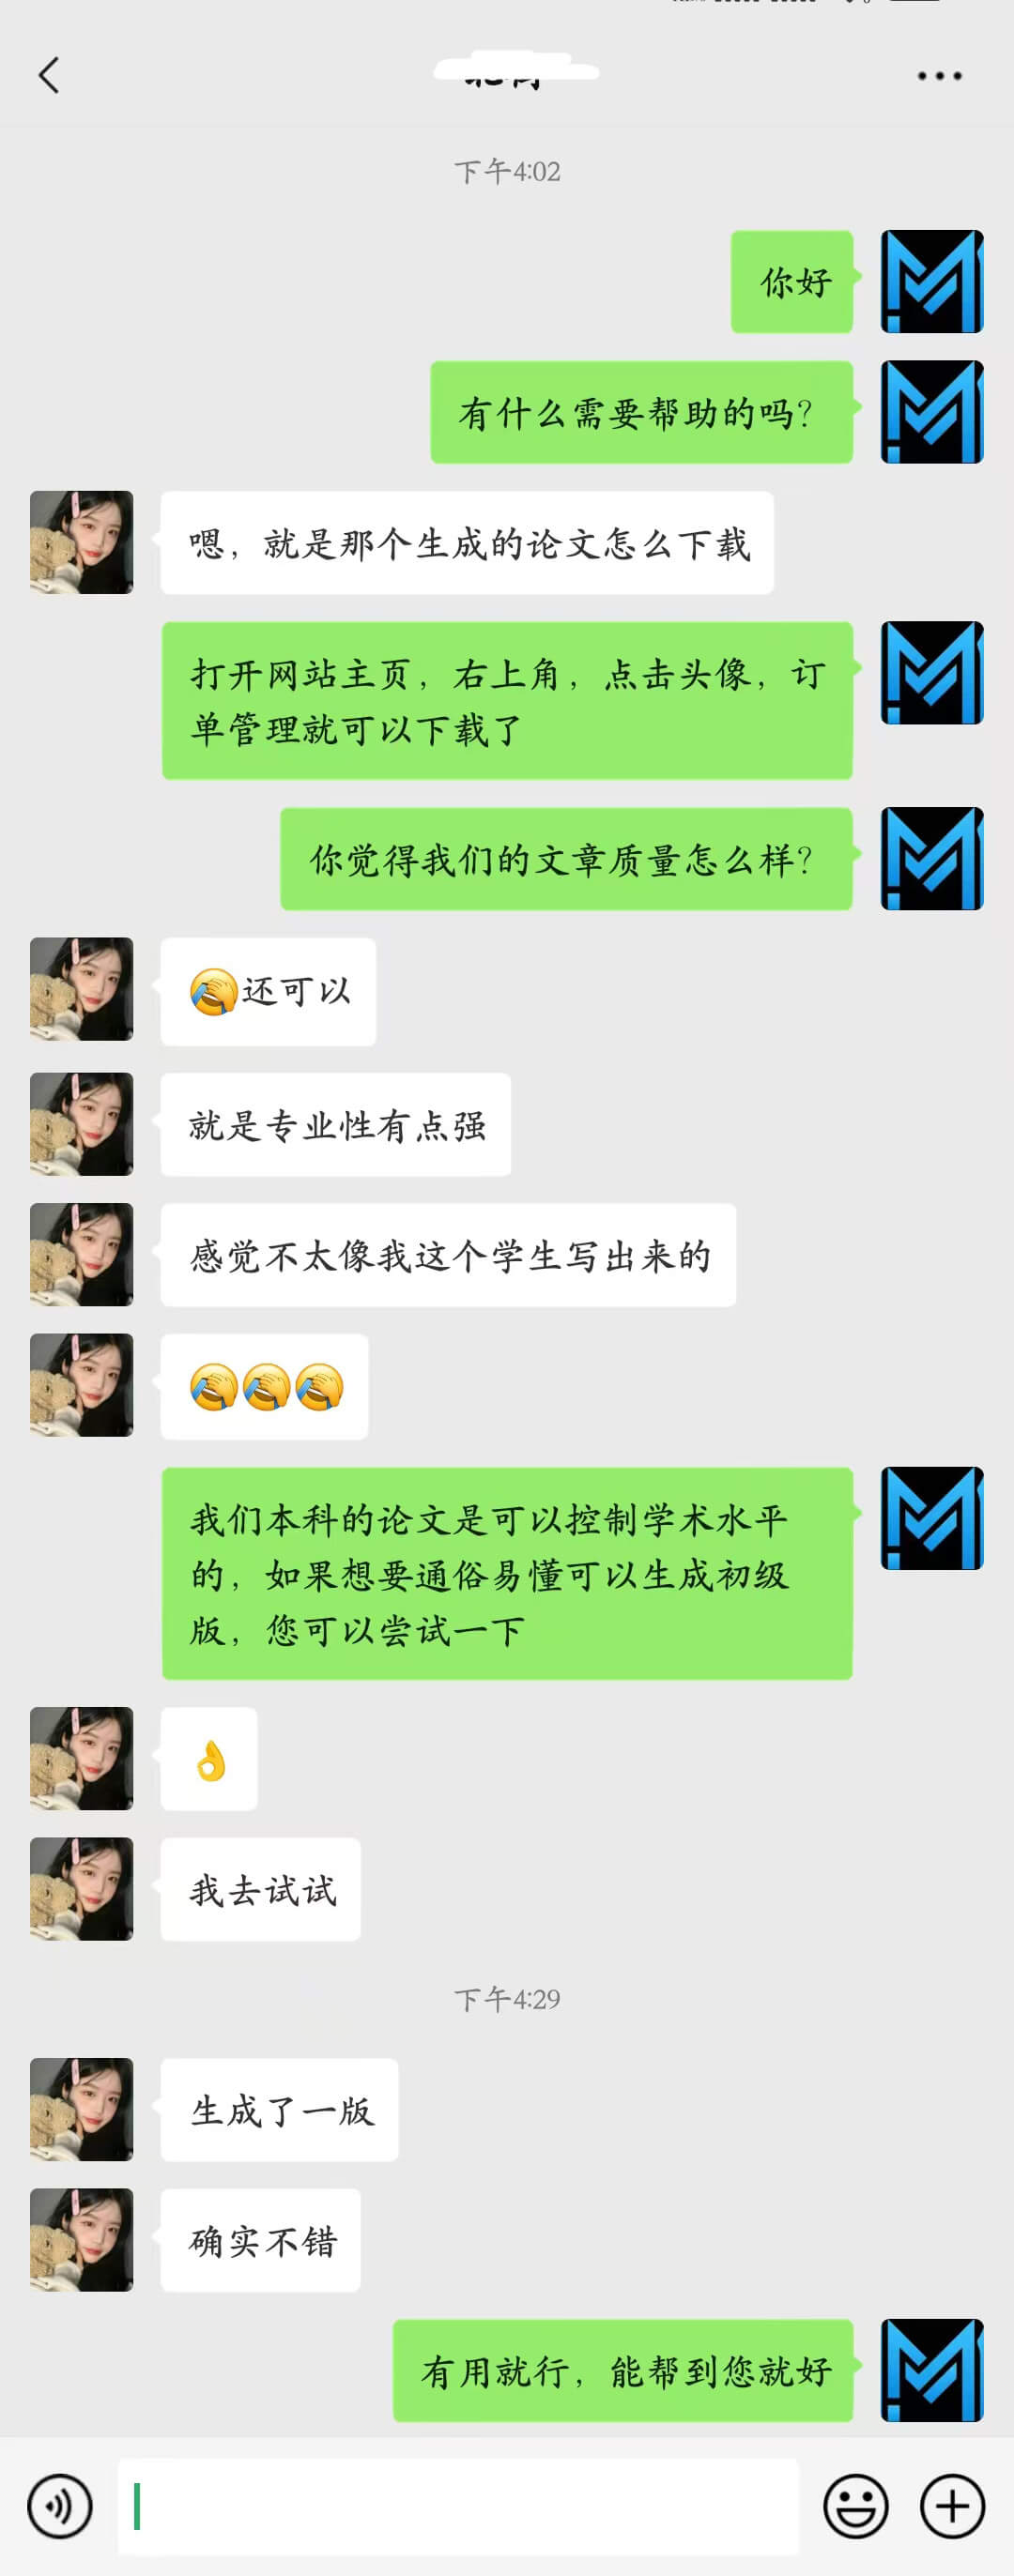 下午4:02
你好
有什么需要帮助的吗?
嗯，就是那个生成的论文怎么下载
打开网站主页，右上角，点击头像，订
单管理就可以下载了
你觉得我们的文章质量怎么样?
🤦还可以
就是专业性有点强
感觉不太像我这个学生写出来的
我们本科的论文是可以控制学术水平
的，如果想要通俗易懂可以生成初级
版，您可以尝试一下
👌
我去试试
下午4:29
生成了一版
确实不错
有用就行，能帮到您就好